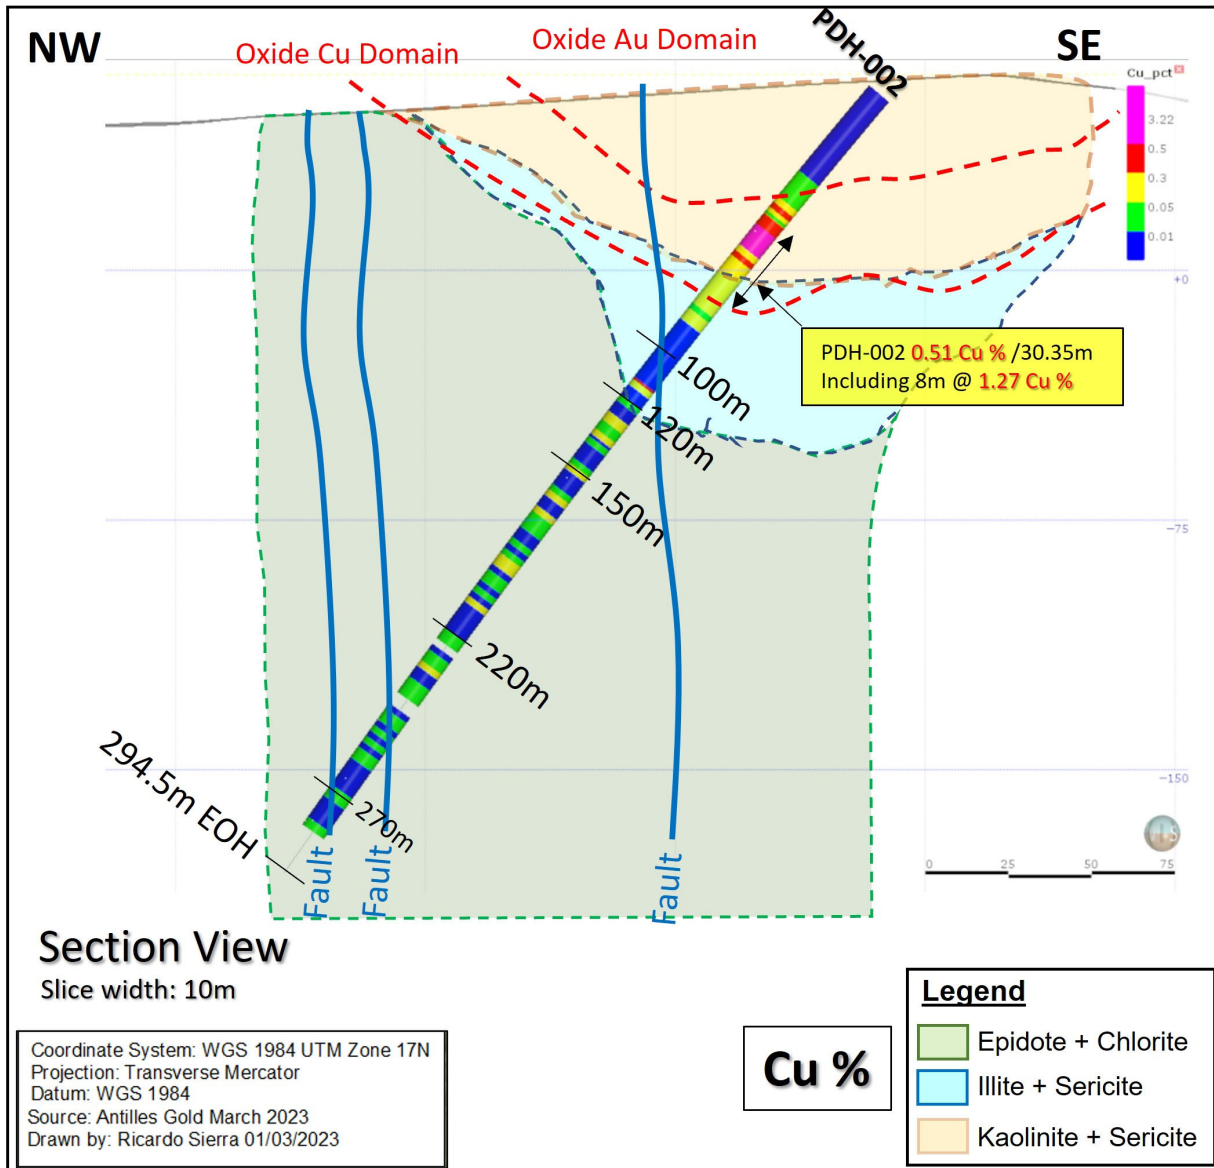 NW
Oxide Cu Domain
Oxide Au Domain
PDH-002
SE
Cu_pct
3.22
0.5
0.3
0.05
0.01
+0
PDH-002 0.51 Cu % /30.35m
Including 8m @ 1.27 Cu %
100m
120m
150m
−75
220m
−150
294.5m EOH
270m
Fault
Fault
Fault
0
25
50
75
S
Section View
Slice width: 10m
Coordinate System: WGS 1984 UTM Zone 17N
Projection: Transverse Mercator
Datum: WGS 1984
Source: Antilles Gold March 2023
Drawn by: Ricardo Sierra 01/03/2023
Cu %
Legend
Epidote + Chlorite
Illite + Sericite
Kaolinite + Sericite